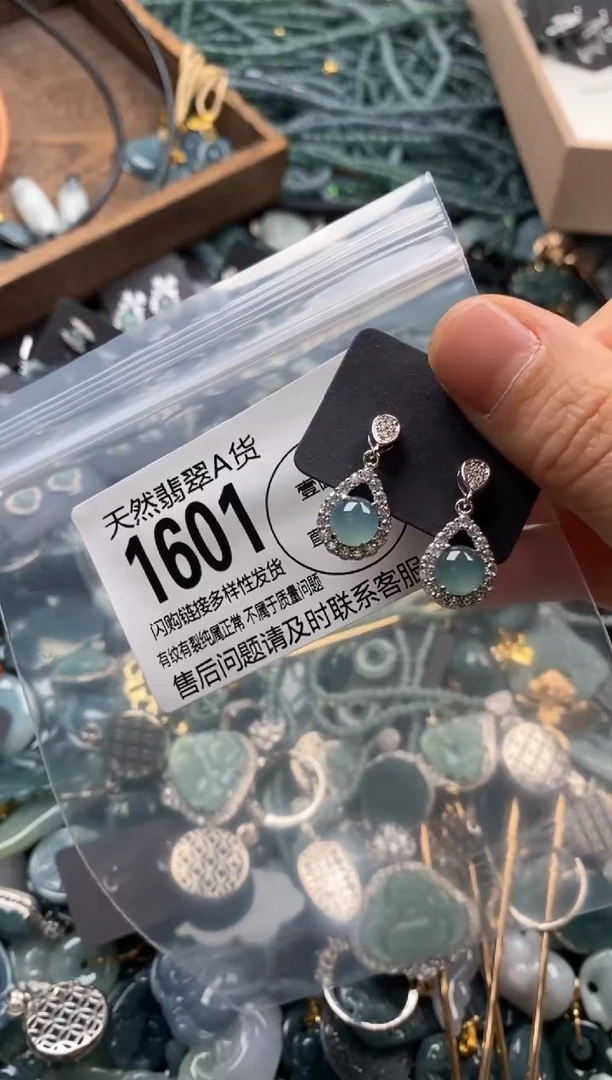 天然翡翠A货
1601
闪购链接多样性发货
有纹有裂纯属正常 不属于质量问题
售后问题请及时联系客服
壹